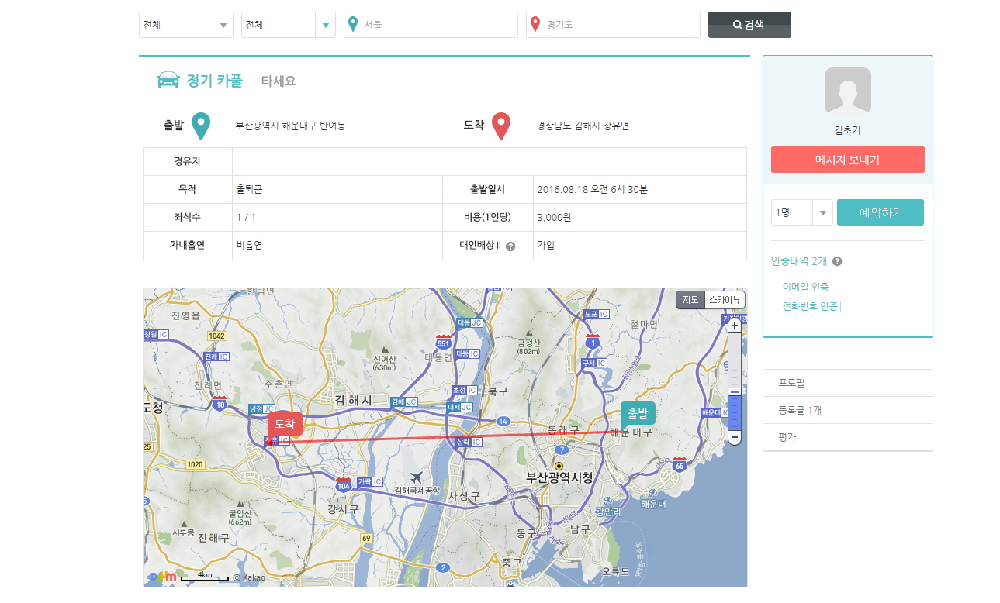 전체 전체 서울 경기도 검색
정기 카풀 타세요
출발 부산광역시 해운대구 반여동 도착 경상남도 김해시 장유면
경유지
목적 출퇴근 출발일시 2016.08.18 오전 6시 30분
좌석수 1 / 1 비용(1인당) 3,000원
차내흡연 비흡연 대인배상 II ? 가입
김초기
메시지 보내기
1명 예약하기
인증내역 2개 ?
이메일 인증
전화번호 인증
프로필
등록글 1개
평가
지도 스카이뷰
진영읍
대동 JC
노포 IC
철마면
창원 IC
1042
551
1
금정산
(802m)
진례 IC
신어산
(630m)
대동면
대동 IC
구서 IC
진례면
주촌면
초정 IC
북구
10
김해시
김해 JC
대저 JC
도청
냉정 JC
출발
해운대 IC
도착
14
동래구
해운대구
IC
25
삼락 IC
7
1020
65
104
가락 IC
김해국제공항
부산광역시청
사상구
강서구
광안리
해운대
굴암산
(662m)
시루봉
진해구
동구
남구
69
중구
2
오륙도
Daum
4km
© Kakao